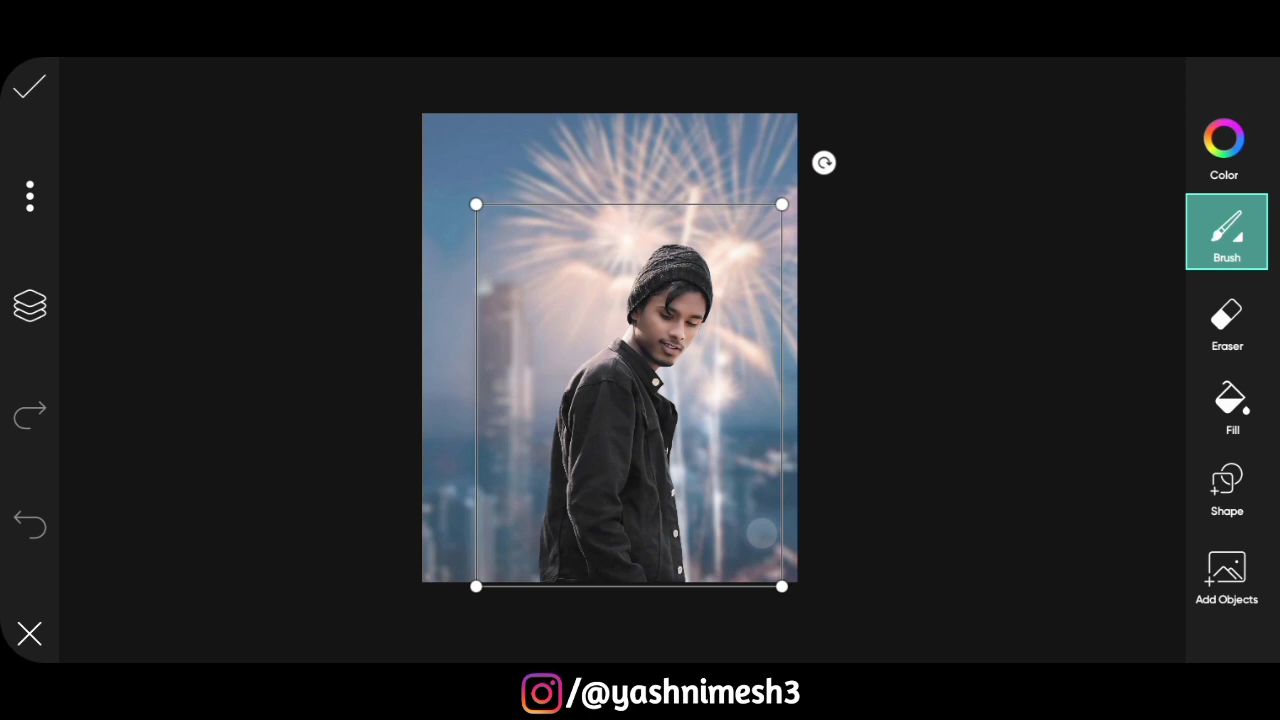 Color
Brush
Eraser
Fill
Shape
Add Objects
/@yashnimesh3